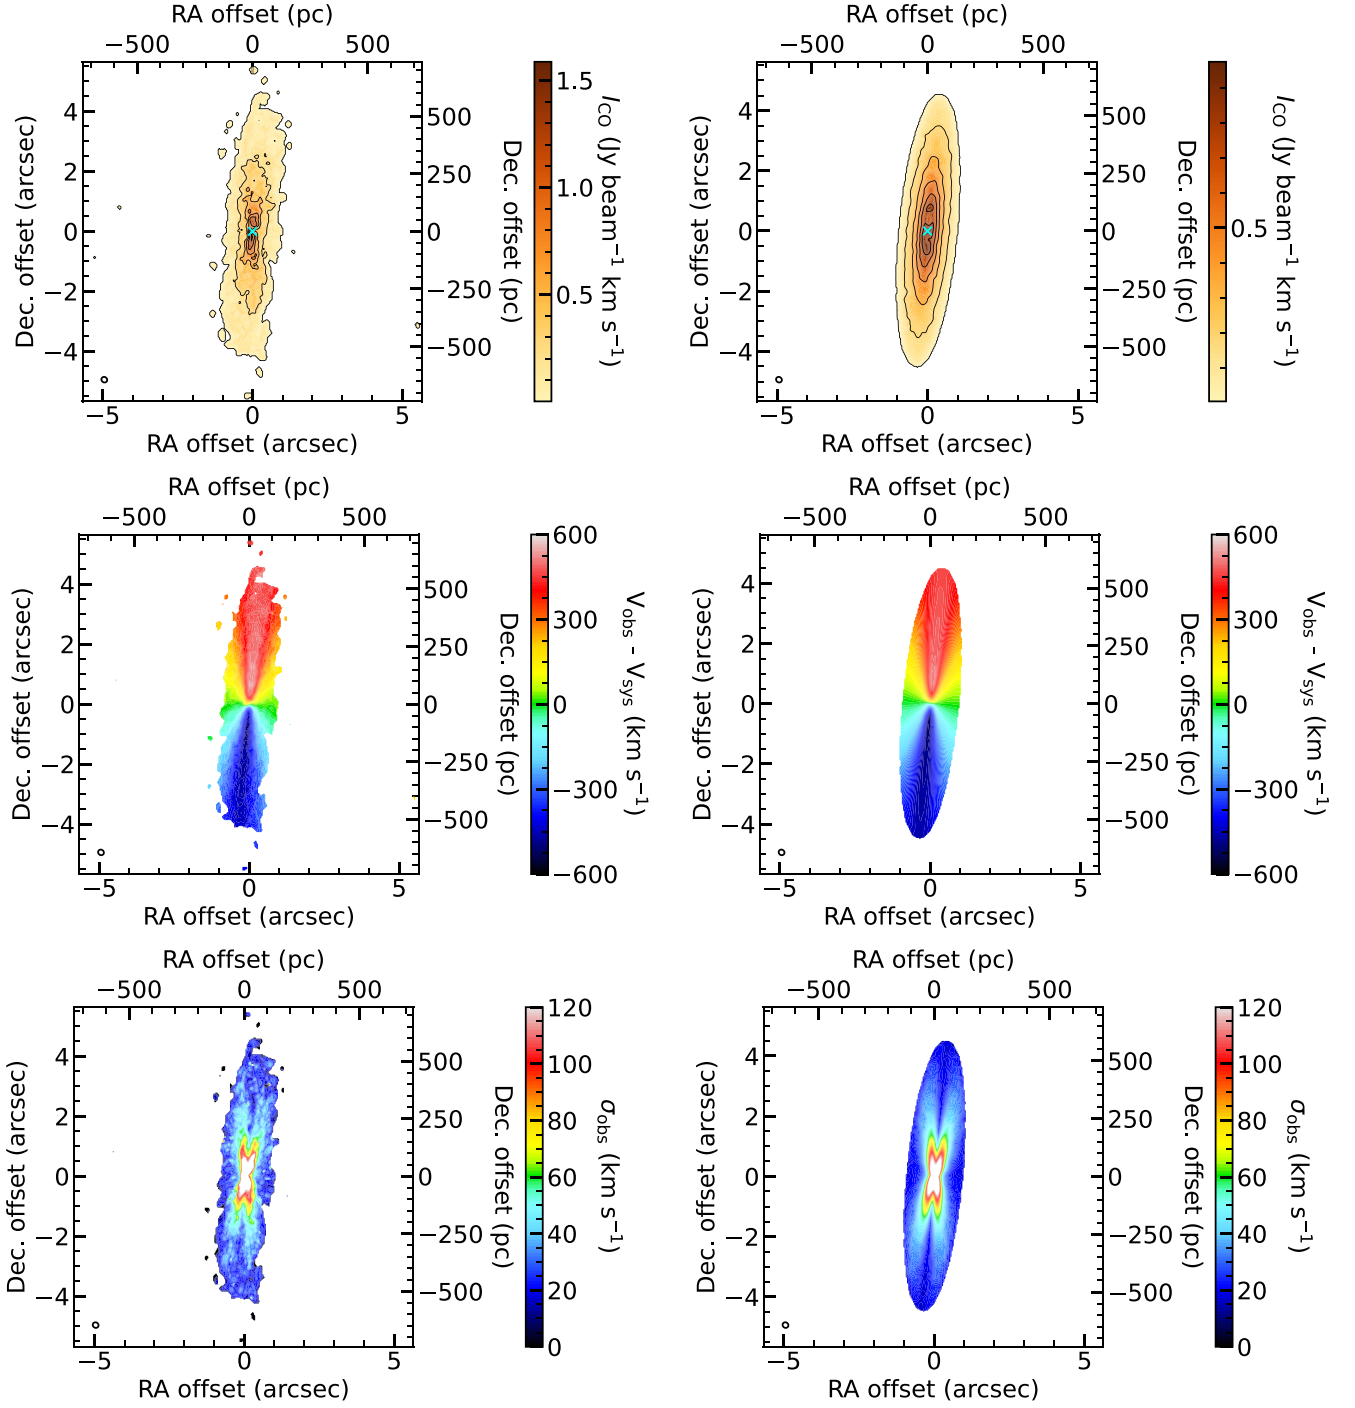 RA offset (pc)
−500 0 500
Dec. offset (arcsec)
4
2
0
−2
−4
500
250
0
−250
−500
Dec. offset (pc)
1.5
1.0
0.5
I_CO (Jy beam⁻¹ km s⁻¹)
−5 0 5
RA offset (arcsec)
RA offset (pc)
−500 0 500
Dec. offset (arcsec)
4
2
0
−2
−4
500
250
0
−250
−500
Dec. offset (pc)
0.5
I_CO (Jy beam⁻¹ km s⁻¹)
−5 0 5
RA offset (arcsec)
RA offset (pc)
−500 0 500
Dec. offset (arcsec)
4
2
0
−2
−4
500
250
0
−250
−500
Dec. offset (pc)
600
300
0
−300
−600
V_obs - V_sys (km s⁻¹)
−5 0 5
RA offset (arcsec)
RA offset (pc)
−500 0 500
Dec. offset (arcsec)
4
2
0
−2
−4
500
250
0
−250
−500
Dec. offset (pc)
600
300
0
−300
−600
V_obs - V_sys (km s⁻¹)
−5 0 5
RA offset (arcsec)
RA offset (pc)
−500 0 500
Dec. offset (arcsec)
4
2
0
−2
−4
500
250
0
−250
−500
Dec. offset (pc)
120
100
80
60
40
20
0
σ_obs (km s⁻¹)
−5 0 5
RA offset (arcsec)
RA offset (pc)
−500 0 500
Dec. offset (arcsec)
4
2
0
−2
−4
500
250
0
−250
−500
Dec. offset (pc)
120
100
80
60
40
20
0
σ_obs (km s⁻¹)
−5 0 5
RA offset (arcsec)